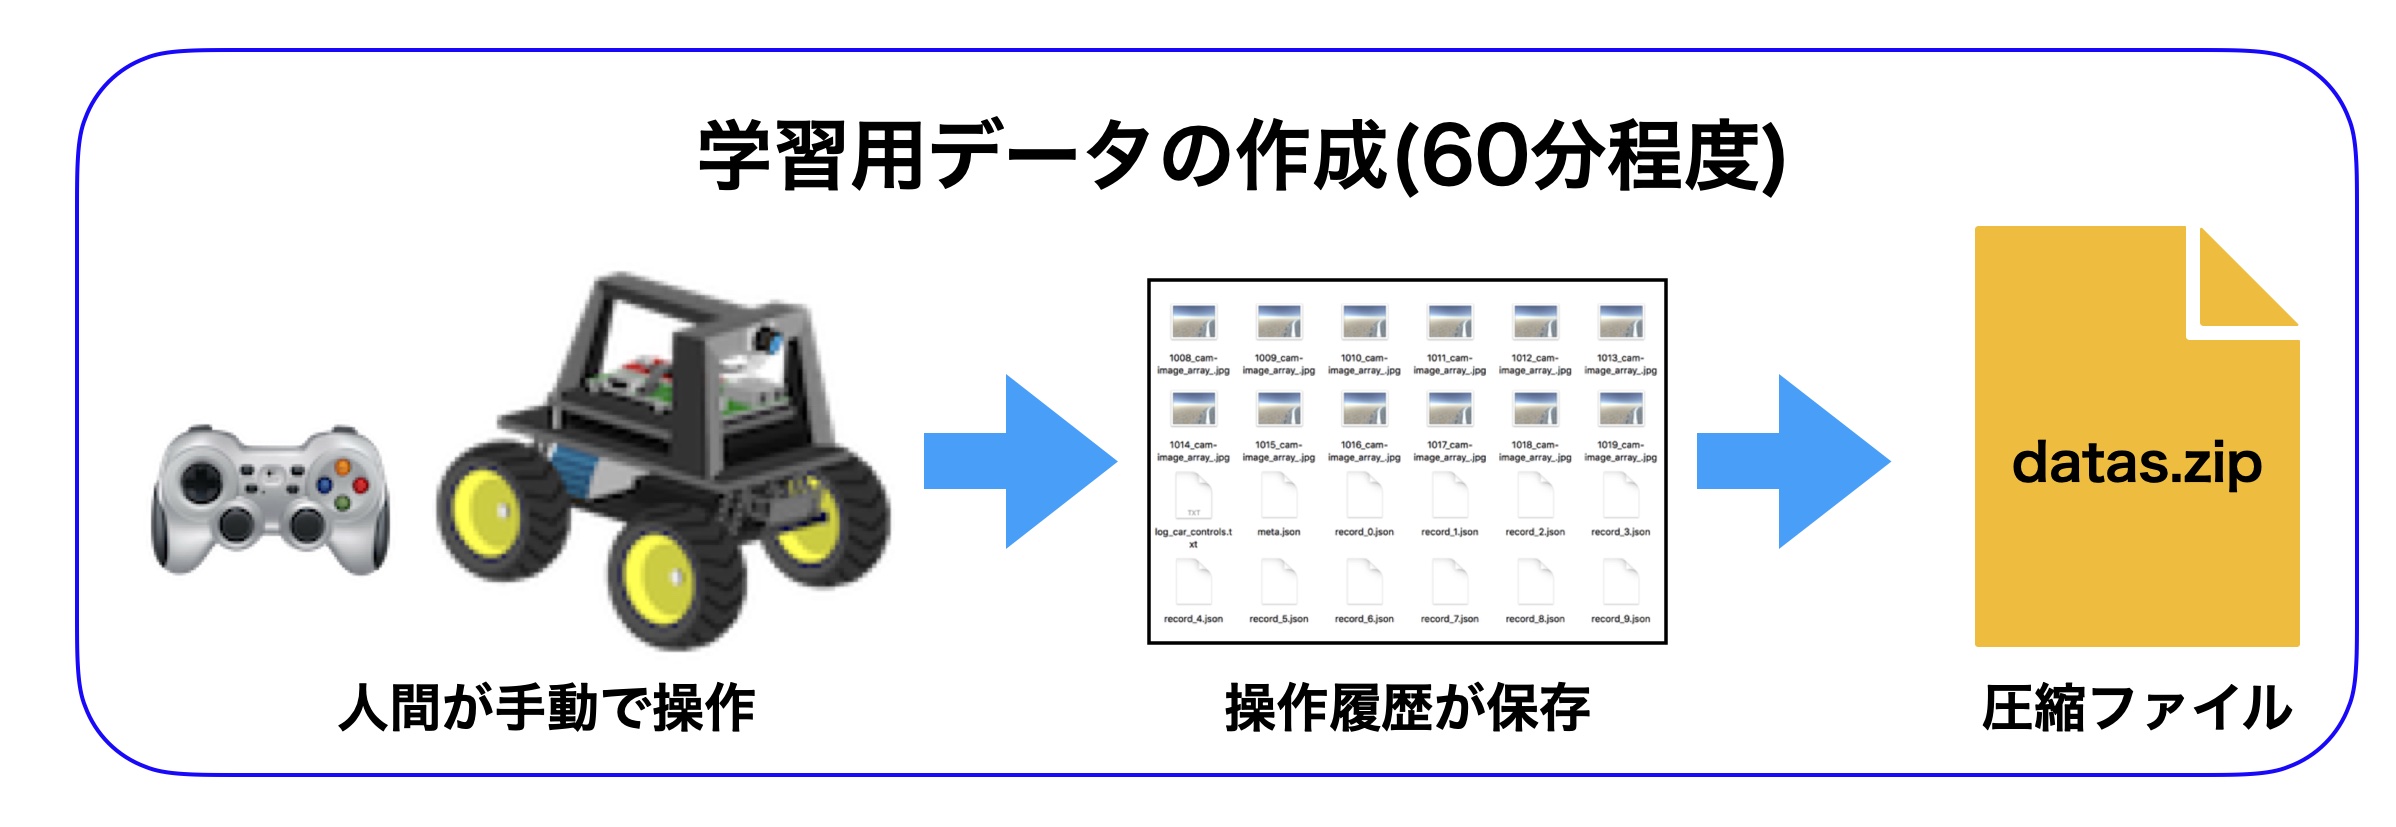 学習用データの作成(60分程度)
1008_cam-
image_array_.jpg
1009_cam-
image_array_.jpg
1010_cam-
image_array_.jpg
1011_cam-
image_array_.jpg
1012_cam-
image_array_.jpg
1013_cam-
image_array_.jpg
1014_cam-
image_array_.jpg
1015_cam-
image_array_.jpg
1016_cam-
image_array_.jpg
1017_cam-
image_array_.jpg
1018_cam-
image_array_.jpg
1019_cam-
image_array_.jpg
TXT
log_car_controls.t
xt
meta.json
record_0.json
record_1.json
record_2.json
record_3.json
record_4.json
record_5.json
record_6.json
record_7.json
record_8.json
record_9.json
datas.zip
人間が手動で操作
操作履歴が保存
圧縮ファイル